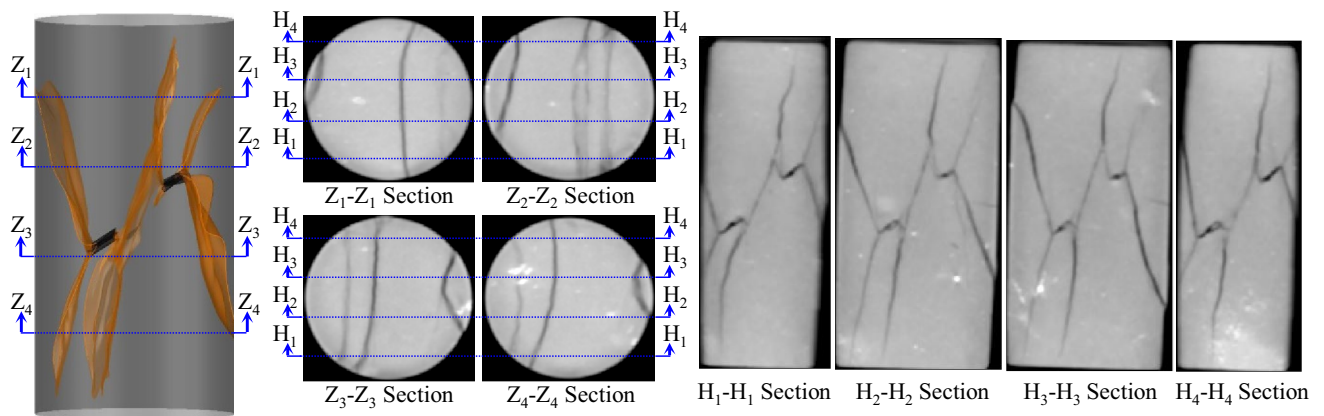 Z1 Z1
Z2 Z2
Z3 Z3
Z4 Z4
H4 H4
H3 H3
H2 H2
H1 H1
Z1-Z1 Section Z2-Z2 Section
H4 H4
H3 H3
H2 H2
H1 H1
Z3-Z3 Section Z4-Z4 Section
H1-H1 Section H2-H2 Section H3-H3 Section H4-H4 Section